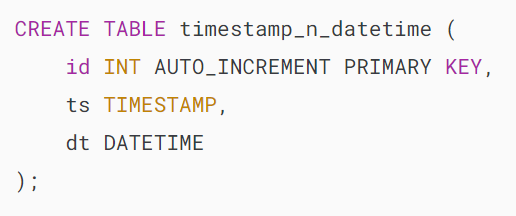 CREATE TABLE timestamp_n_datetime (
    id INT AUTO_INCREMENT PRIMARY KEY,
    ts TIMESTAMP,
    dt DATETIME
);